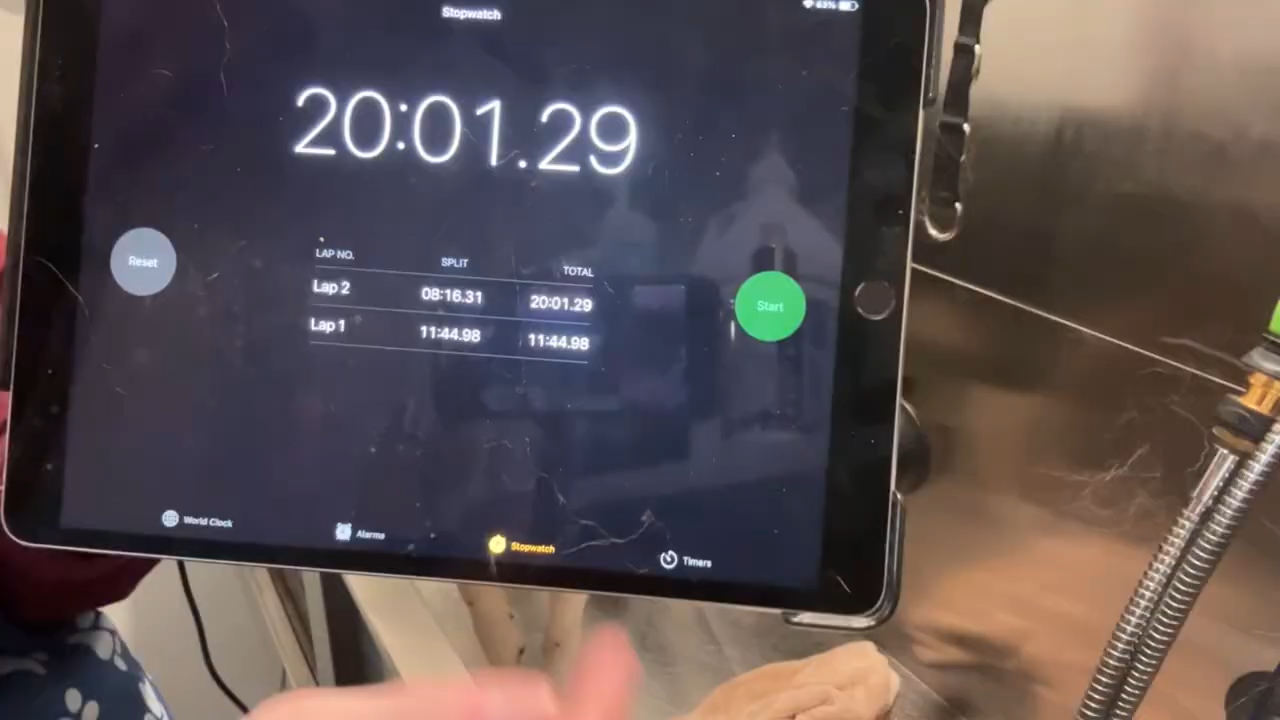 Stopwatch
63%
20:01.29
Reset
LAP NO. SPLIT TOTAL
Lap 2 08:16.31 20:01.29
Lap 1 11:44.98 11:44.98
Start
World Clock
Alarms
Stopwatch
Timers